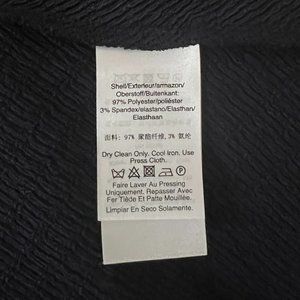 Shell/Exterieur/armazon/
Oberstoff/Buitenkant:
97% Polyester/poliéster
3% Spandex/elastano/Elasthan/
Elasthaan
面料: 97% 聚酯纤维, 3% 氨纶
Dry Clean Only. Cool Iron. Use
Press Cloth.
Faire Laver Au Pressing
Uniquement. Repasser Avec
Fer Tiède Et Patte Mouillée.
Limpiar En Seco Solamente.